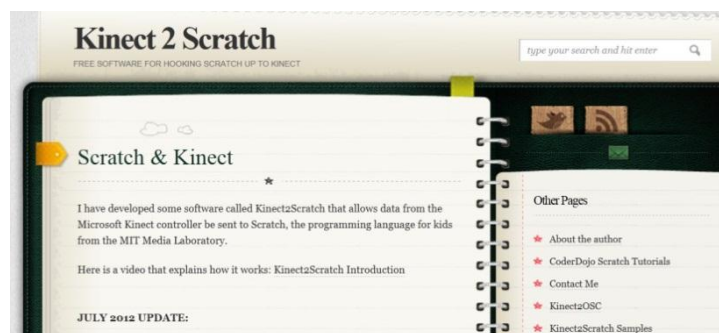 Kinect 2 Scratch
FREE SOFTWARE FOR HOOKING SCRATCH UP TO KINECT
type your search and hit enter
Scratch & Kinect
I have developed some software called Kinect2Scratch that allows data from the
Microsoft Kinect controller be sent to Scratch, the programming language for kids
from the MIT Media Laboratory.
Here is a video that explains how it works: Kinect2Scratch Introduction
JULY 2012 UPDATE:
Other Pages
About the author
CoderDojo Scratch Tutorials
Contact Me
Kinect2OSC
Kinect2Scratch Samples